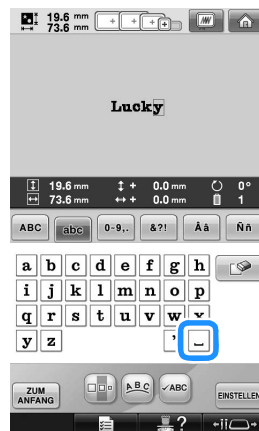 19.6 mm
73.6 mm
Lucky
19.6 mm + 0.0 mm 0°
73.6 mm + 0.0 mm 1
ABC abc 0-9,. &?! Äâ Ññ
a b c d e f g h
i j k l m n o p
q r s t u v w x
y z ' ⎵
ZUM ANFANG ABC ✓ABC EINSTELLEN
?